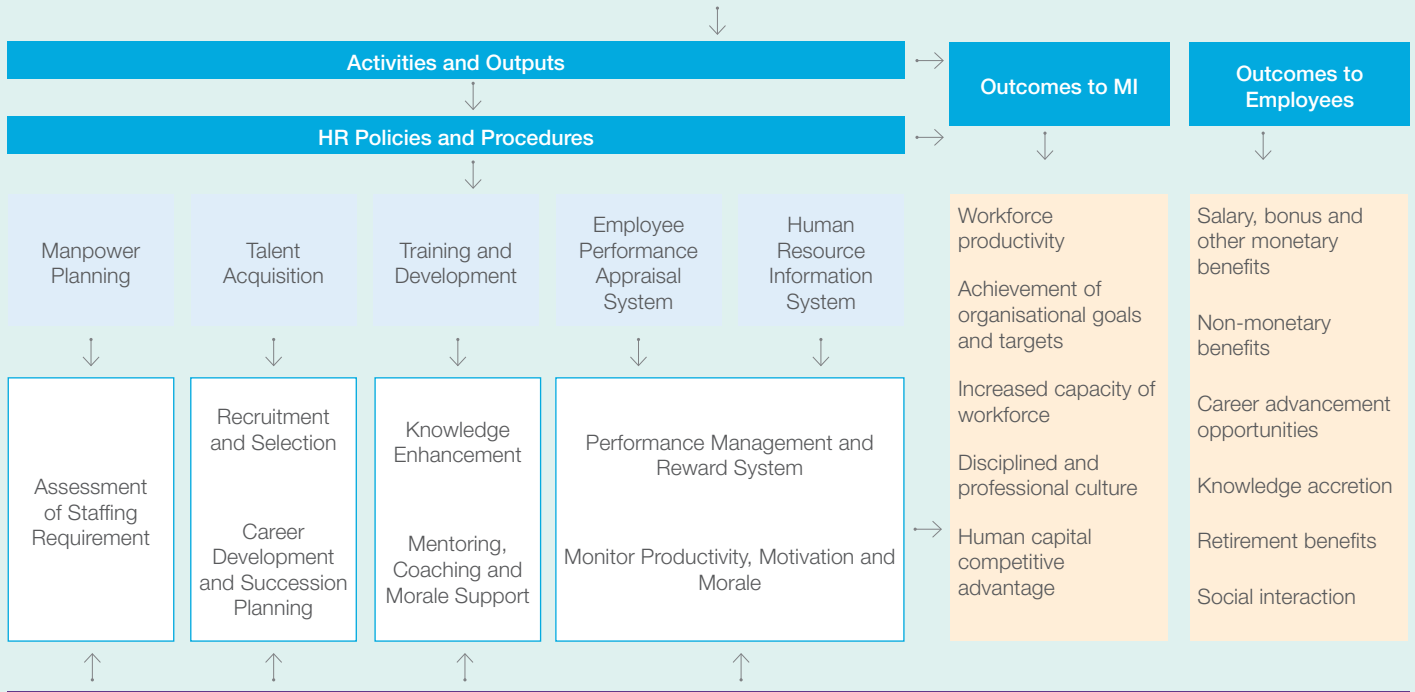 Activities and Outputs
HR Policies and Procedures
Outcomes to MI
Outcomes to
Employees
Manpower
Planning
Talent
Acquisition
Training and
Development
Employee
Performance
Appraisal
System
Human
Resource
Information
System
Assessment
of Staffing
Requirement
Recruitment
and Selection
Career
Development
and Succession
Planning
Knowledge
Enhancement
Mentoring,
Coaching and
Morale Support
Performance Management and
Reward System
Monitor Productivity, Motivation and
Morale
Workforce
productivity
Achievement of
organisational goals
and targets
Increased capacity of
workforce
Disciplined and
professional culture
Human capital
competitive
advantage
Salary, bonus and
other monetary
benefits
Non-monetary
benefits
Career advancement
opportunities
Knowledge accretion
Retirement benefits
Social interaction